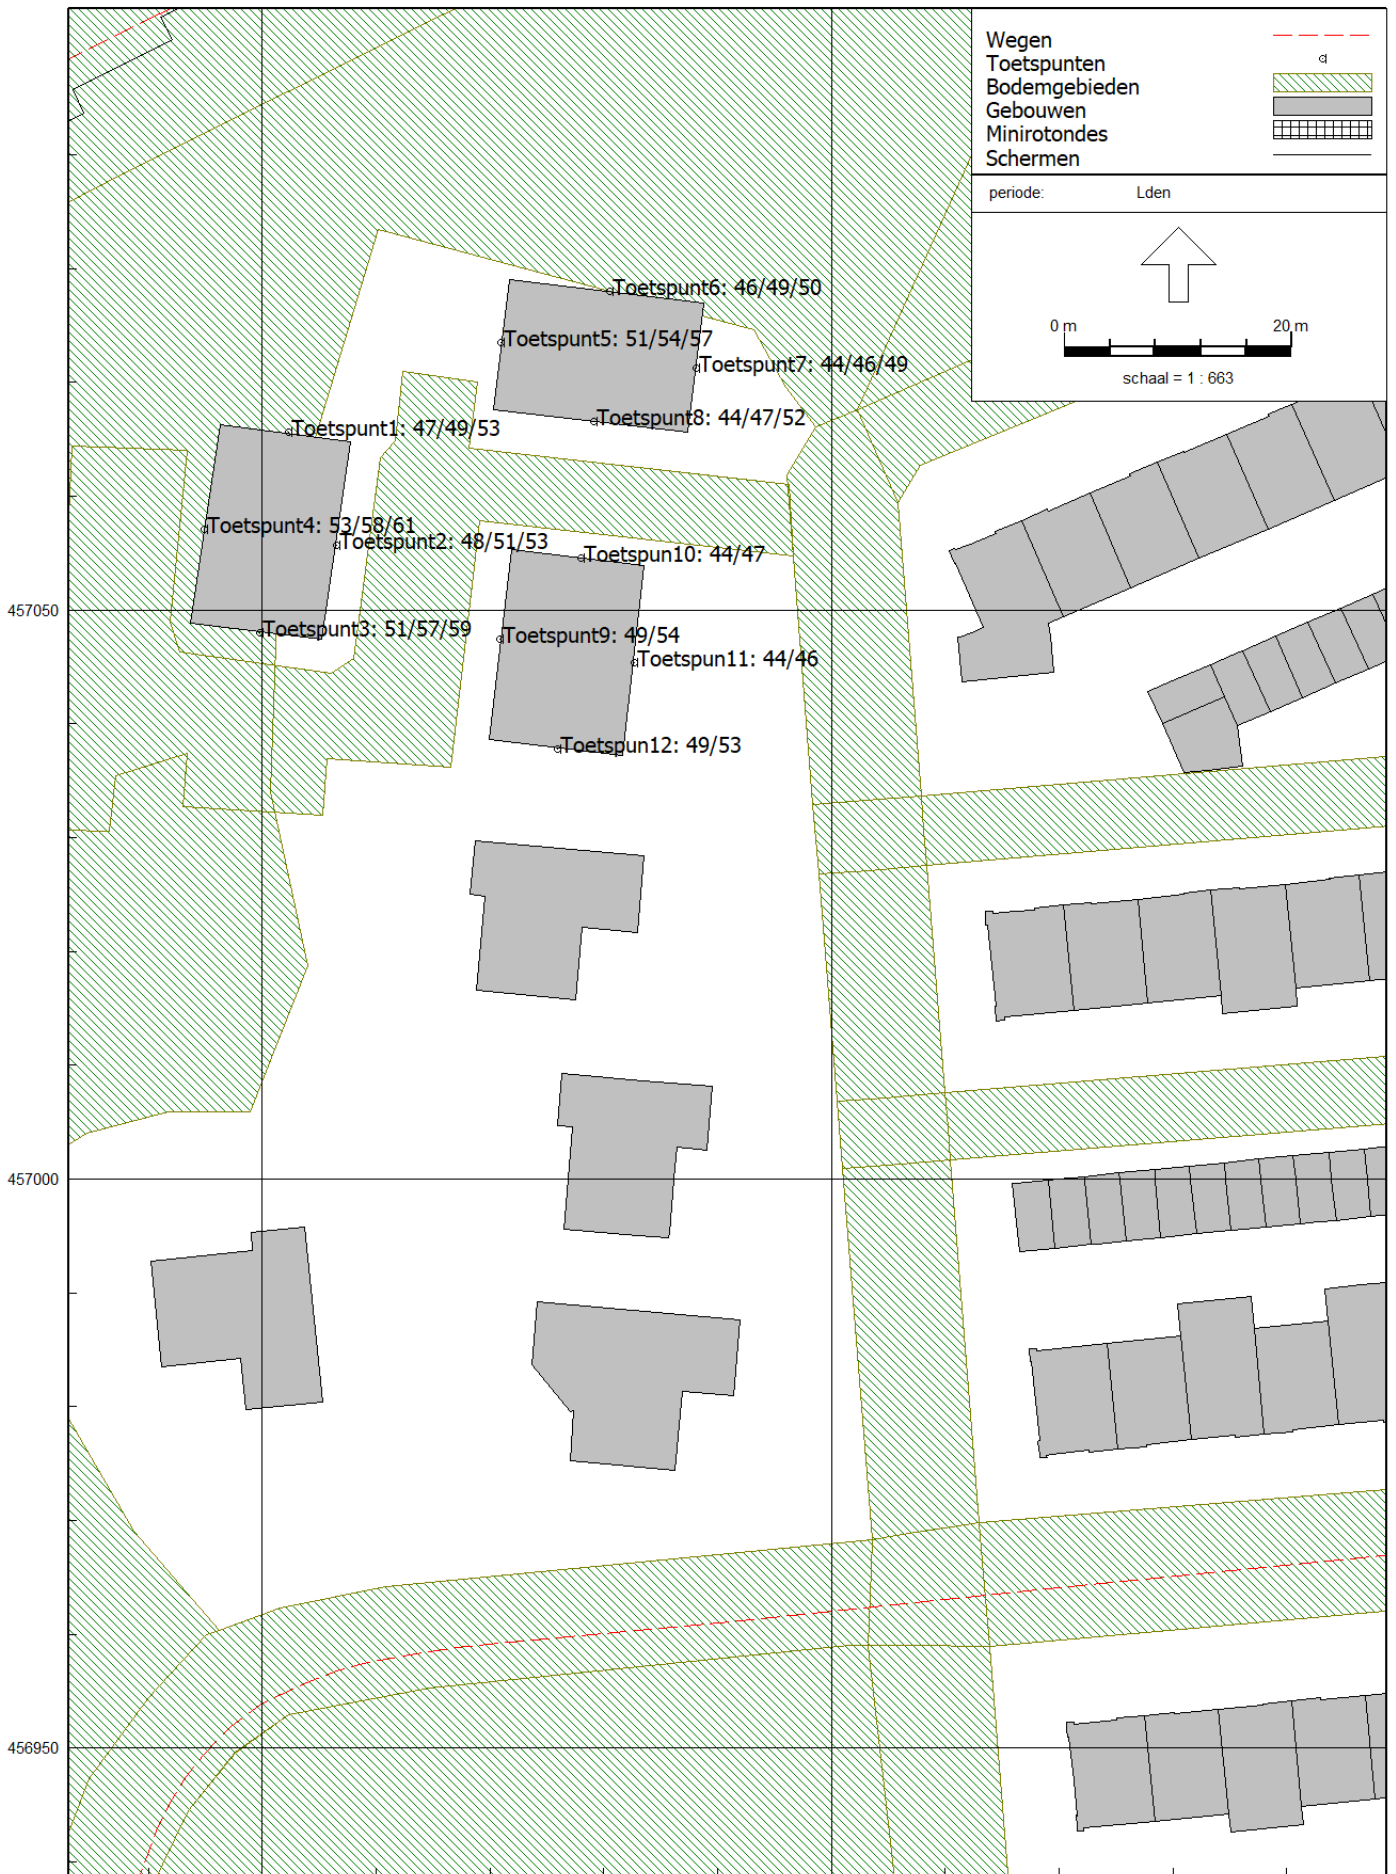 Wegen
Toetspunten
Bodemgebieden
Gebouwen
Minirotondes
Schermen
periode: Lden
0 m 20 m
schaal = 1 : 663
Toetspunt6: 46/49/50
Toetspunt5: 51/54/57
Toetspunt7: 44/46/49
Toetspunt8: 44/47/52
Toetspunt1: 47/49/53
Toetspunt4: 53/58/61
Toetspunt2: 48/51/53
Toetspun10: 44/47
457050
Toetspunt3: 51/57/59
Toetspunt9: 49/54
Toetspun11: 44/46
Toetspun12: 49/53
457000
456950